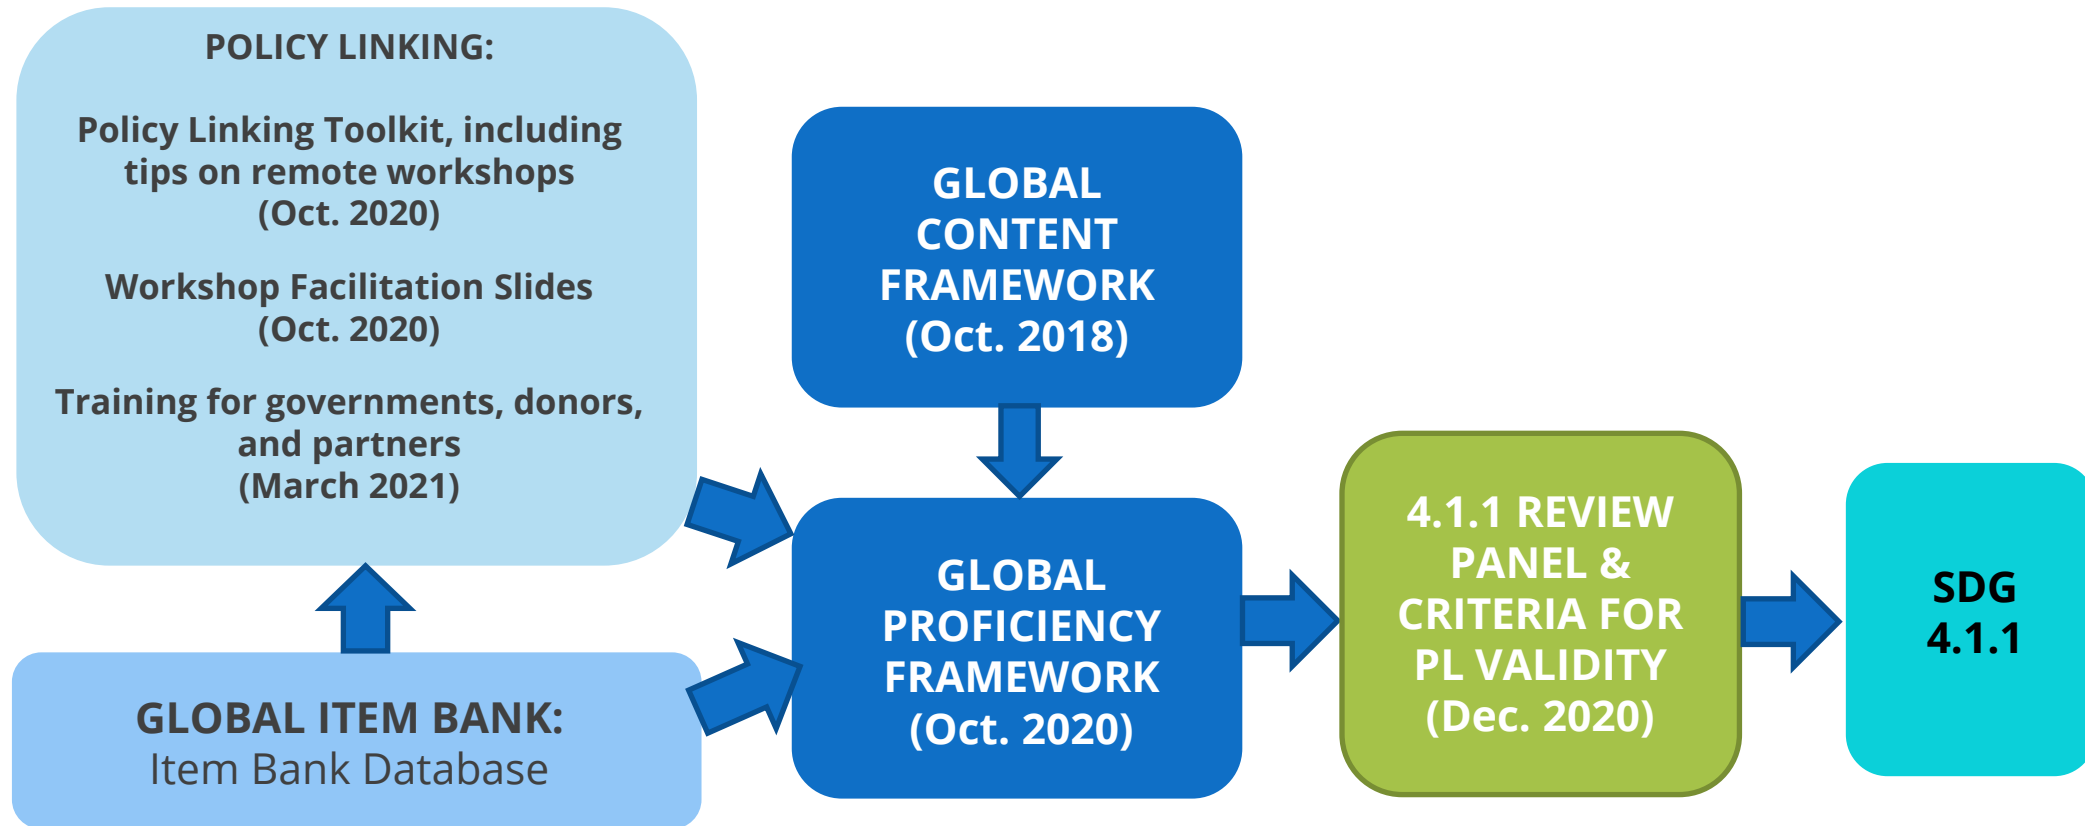 POLICY LINKING:
Policy Linking Toolkit, including
tips on remote workshops
(Oct. 2020)
Workshop Facilitation Slides
(Oct. 2020)
Training for governments, donors,
and partners
(March 2021)
GLOBAL ITEM BANK:
Item Bank Database
GLOBAL
CONTENT
FRAMEWORK
(Oct. 2018)
GLOBAL
PROFICIENCY
FRAMEWORK
(Oct. 2020)
4.1.1 REVIEW
PANEL &
CRITERIA FOR
PL VALIDITY
(Dec. 2020)
SDG
4.1.1